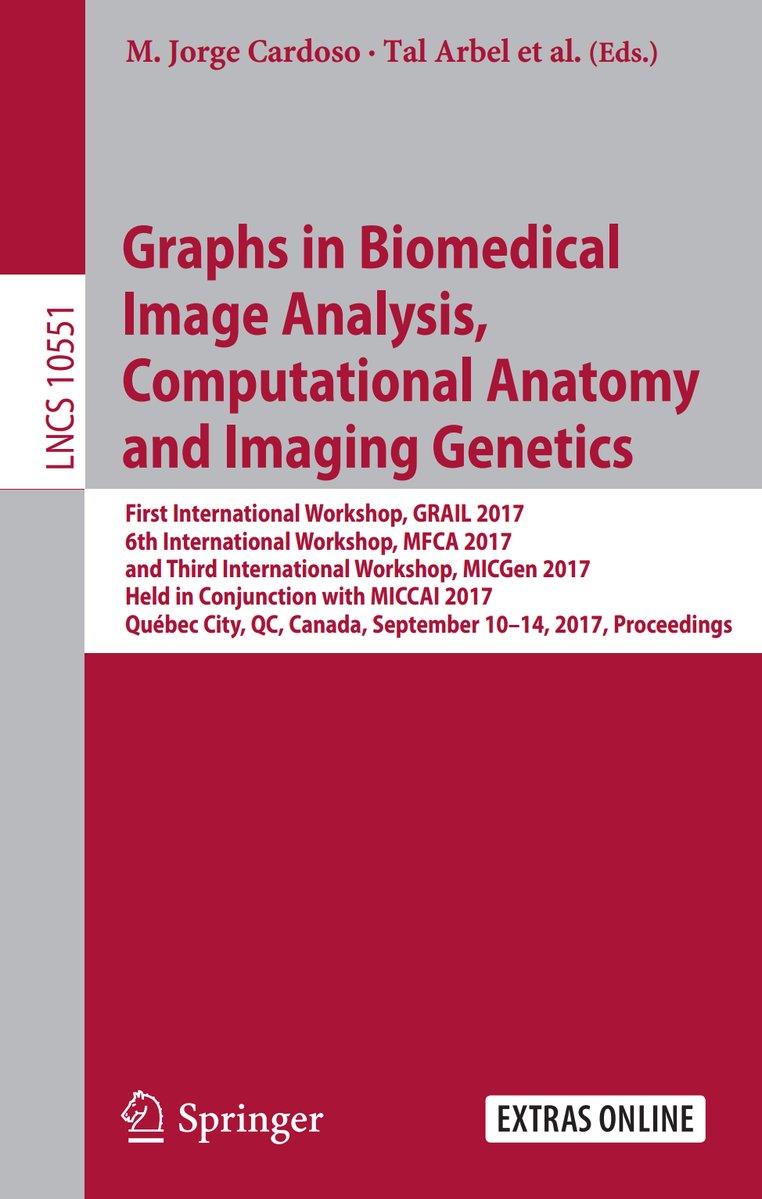 M. Jorge Cardoso · Tal Arbel et al. (Eds.)
Graphs in Biomedical
Image Analysis,
Computational Anatomy
and Imaging Genetics
LNCS 10551
First International Workshop, GRAIL 2017
6th International Workshop, MFCA 2017
and Third International Workshop, MICGen 2017
Held in Conjunction with MICCAI 2017
Québec City, QC, Canada, September 10–14, 2017, Proceedings
Springer
EXTRAS ONLINE